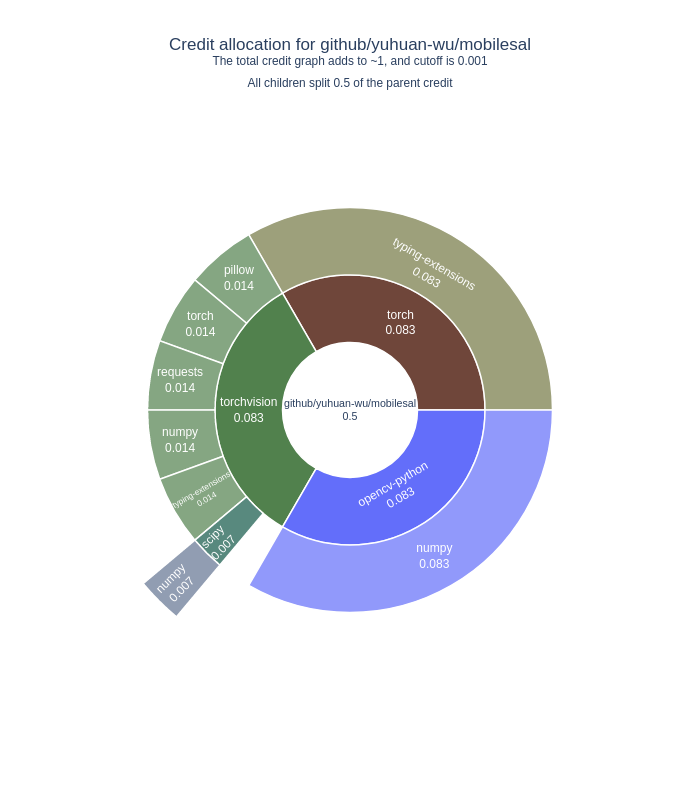 Credit allocation for github/yuhuan-wu/mobilesal
The total credit graph adds to ~1, and cutoff is 0.001
All children split 0.5 of the parent credit
typing-extensions
0.083
pillow
0.014
torch
0.083
torch
0.014
requests
0.014
torchvision
0.083
github/yuhuan-wu/mobilesal
0.5
numpy
0.014
opencv-python
0.083
typing-extensions
0.014
scipy
0.007
numpy
0.083
numpy
0.007